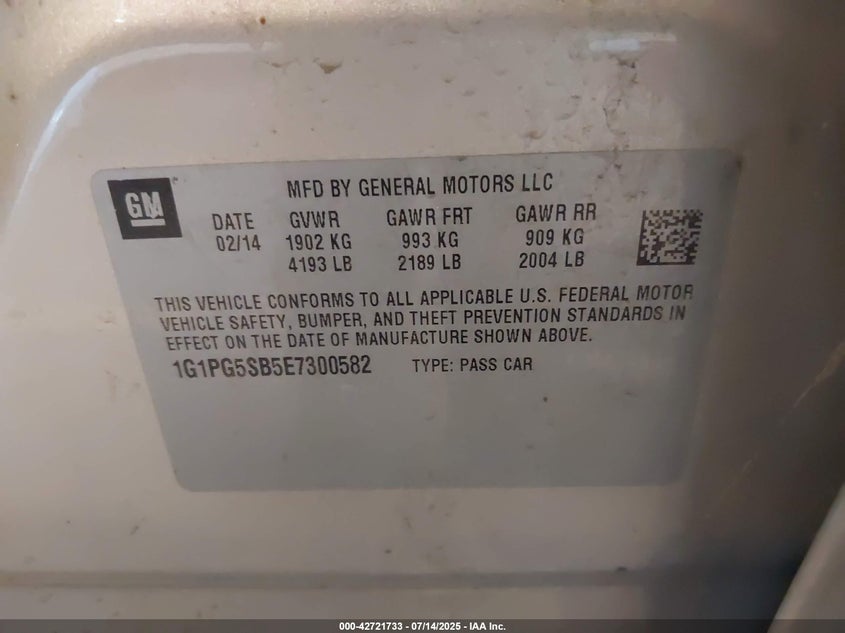 GM
MFD BY GENERAL MOTORS LLC
DATE GVWR GAWR FRT GAWR RR
02/14 1902 KG 993 KG 909 KG
4193 LB 2189 LB 2004 LB
THIS VEHICLE CONFORMS TO ALL APPLICABLE U.S. FEDERAL MOTOR
VEHICLE SAFETY, BUMPER, AND THEFT PREVENTION STANDARDS IN
EFFECT ON THE DATE OF MANUFACTURE SHOWN ABOVE.
1G1PG5SB5E7300582 TYPE: PASS CAR
000-42721733 - 07/14/2025 - IAA Inc.